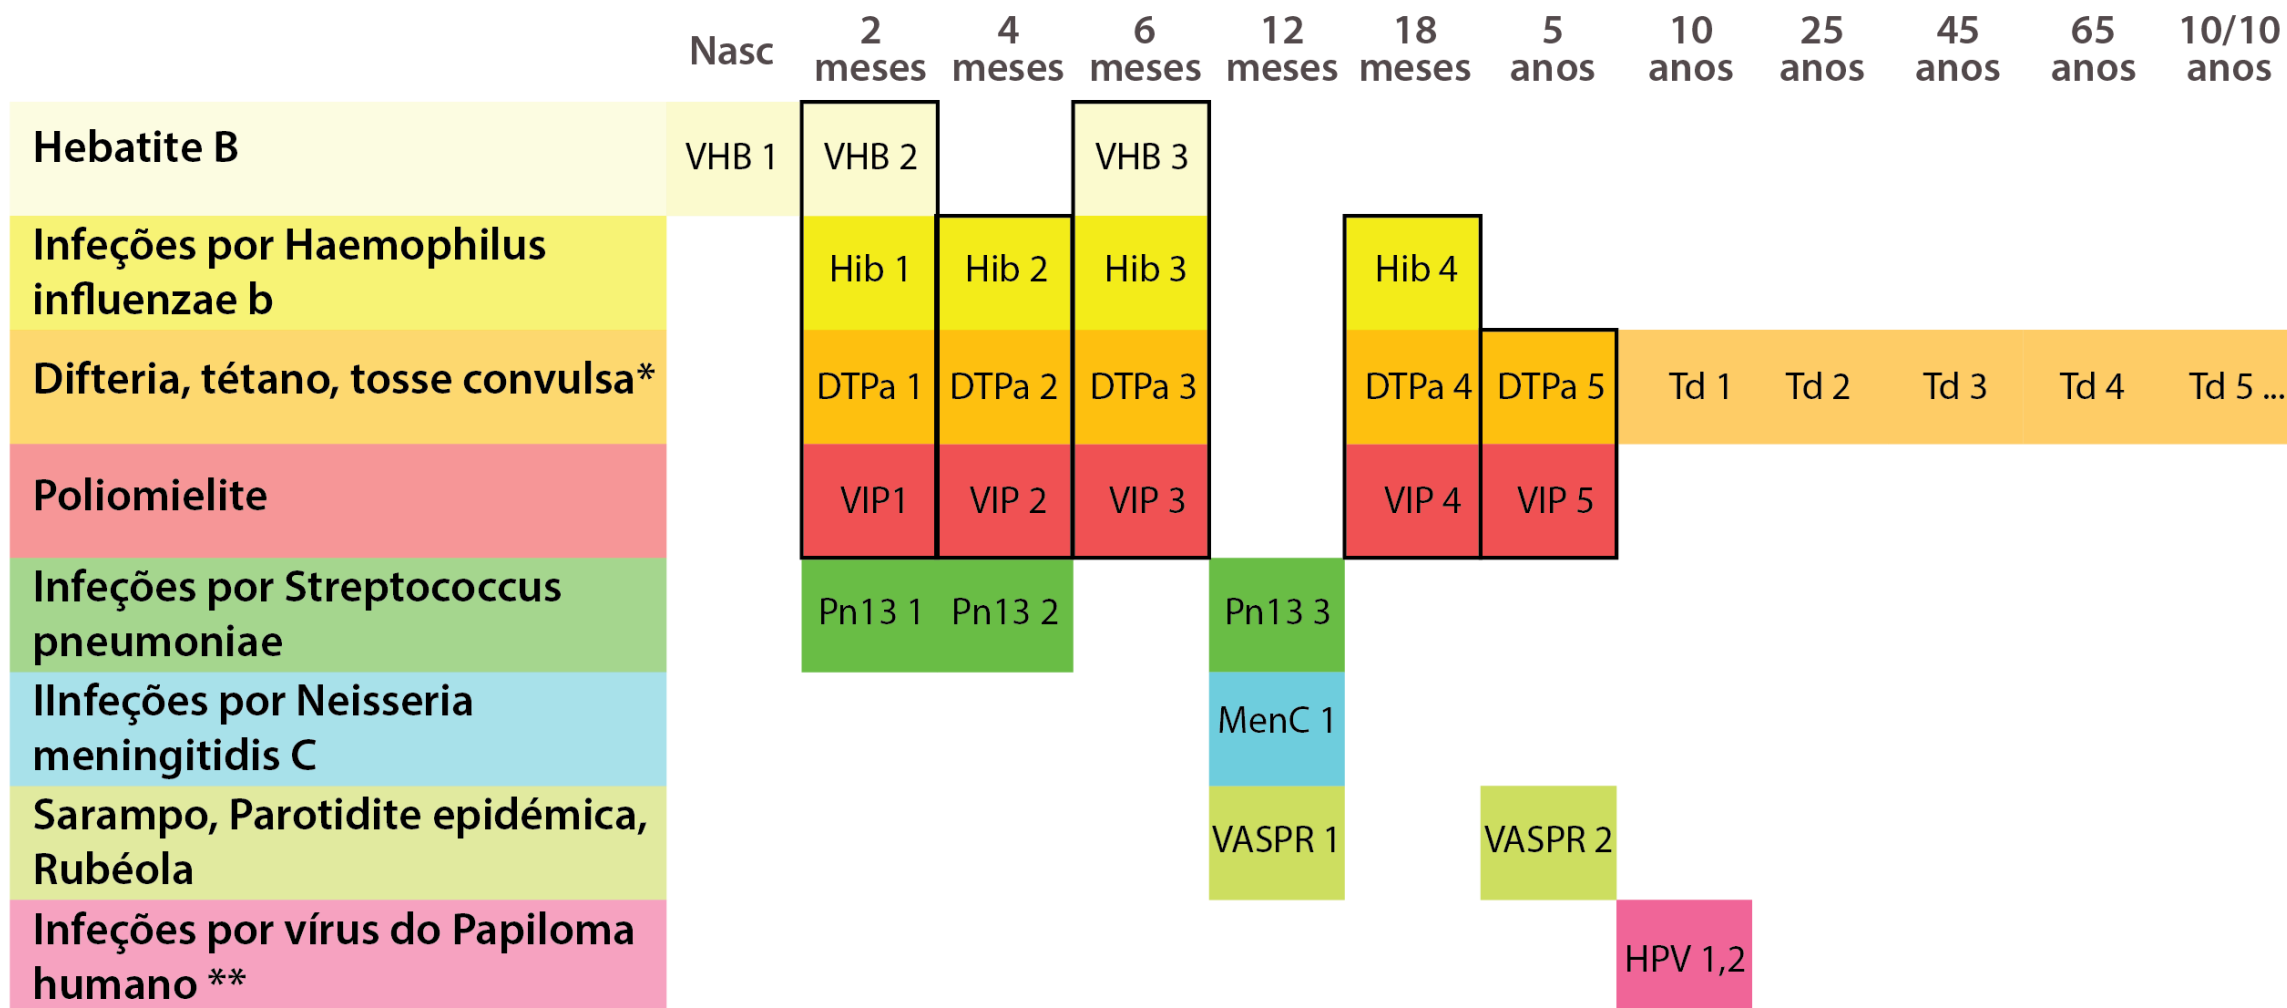 Nasc 2 meses 4 meses 6 meses 12 meses 18 meses 5 anos 10 anos 25 anos 45 anos 65 anos 10/10 anos
Hebatite B VHB 1 VHB 2 VHB 3
Infeções por Haemophilus
influenzae b Hib 1 Hib 2 Hib 3 Hib 4
Difteria, tétano, tosse convulsa* DTPa 1 DTPa 2 DTPa 3 DTPa 4 DTPa 5 Td 1 Td 2 Td 3 Td 4 Td 5 ...
Poliomielite VIP1 VIP 2 VIP 3 VIP 4 VIP 5
Infeções por Streptococcus
pneumoniae Pn13 1 Pn13 2 Pn13 3
IInfeções por Neisseria
meningitidis C MenC 1
Sarampo, Parotidite epidémica,
Rubéola VASPR 1 VASPR 2
Infeções por vírus do Papiloma
humano ** HPV 1,2